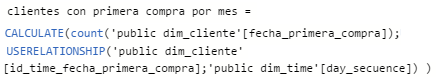 clientes con primera compra por mes =
CALCULATE(count('public dim_cliente'[fecha_primera_compra]);
USERELATIONSHIP('public dim_cliente'
[id_time_fecha_primera_compra];'public dim_time'[day_secuence]) )